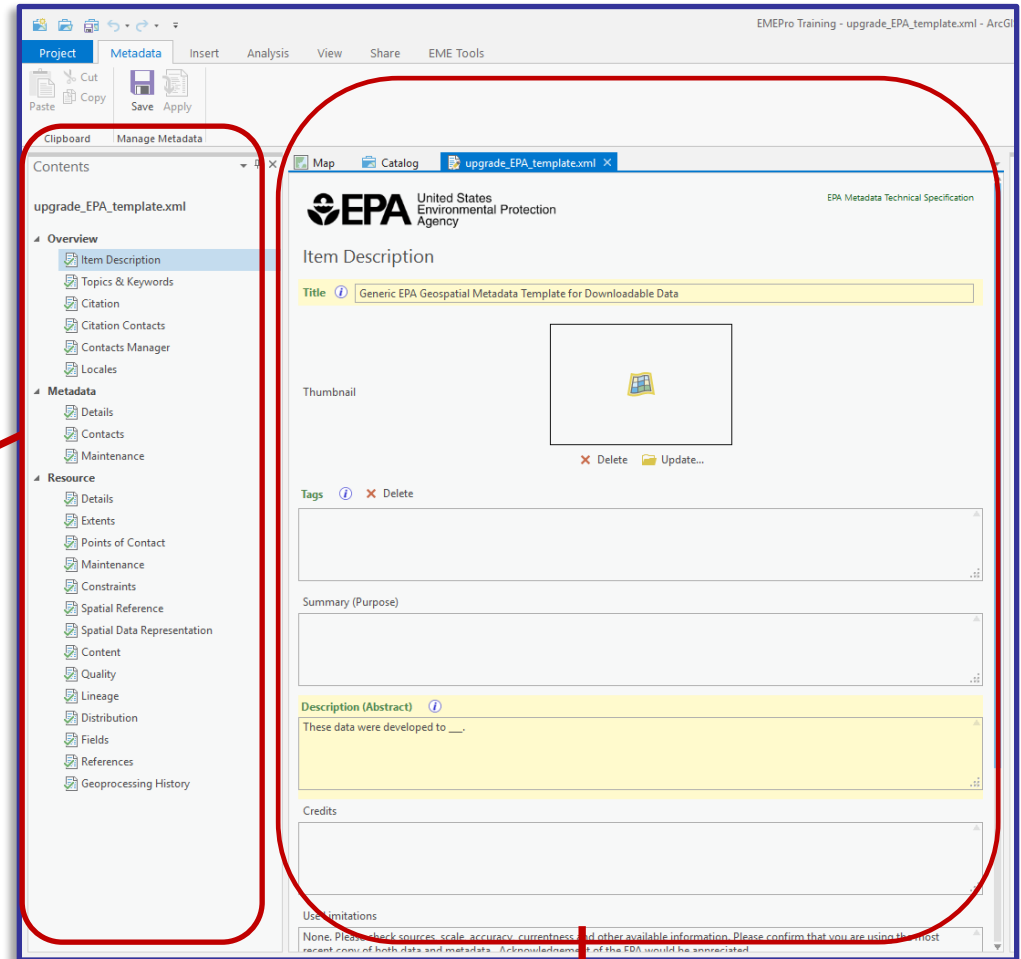 EMEPro Training - upgrade_EPA_template.xml - ArcGI
Project Metadata Insert Analysis View Share EME Tools
Cut
Copy
Paste
Save Apply
Clipboard Manage Metadata
Contents
upgrade_EPA_template.xml
Overview
Item Description
Topics & Keywords
Citation
Citation Contacts
Contacts Manager
Locales
Metadata
Details
Contacts
Maintenance
Resource
Details
Extents
Points of Contact
Maintenance
Constraints
Spatial Reference
Spatial Data Representation
Content
Quality
Lineage
Distribution
Fields
References
Geoprocessing History
Map Catalog upgrade_EPA_template.xml
EPA United States
Environmental Protection
Agency
EPA Metadata Technical Specification
Item Description
Title Generic EPA Geospatial Metadata Template for Downloadable Data
Thumbnail
Delete Update...
Tags Delete
Summary (Purpose)
Description (Abstract)
These data were developed to ___.
Credits
Use Limitations
None. Please check sources, scale, accuracy, currentness and other available information. Please confirm that you are using the most
recent copy of both data and metadata. Acknowledgement of the EPA would be appreciated.